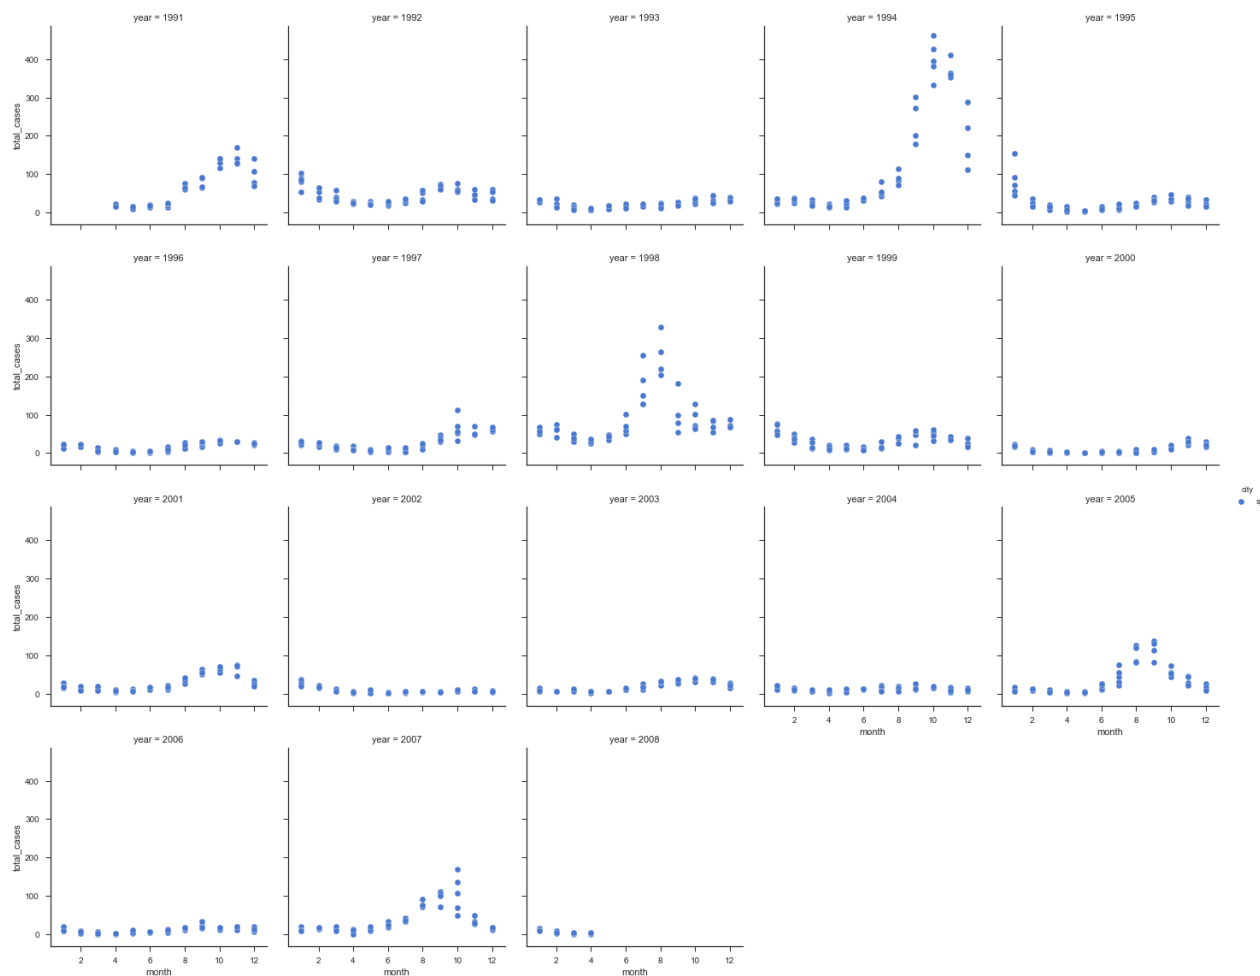 year = 1991
year = 1992
year = 1993
year = 1994
year = 1995
400
300
200
100
0
total_cases
year = 1996
year = 1997
year = 1998
year = 1999
year = 2000
400
300
200
100
0
total_cases
year = 2001
year = 2002
year = 2003
year = 2004
year = 2005
city
400
300
200
100
0
total_cases
2 4 6 8 10 12
2 4 6 8 10 12
month
month
year = 2006
year = 2007
year = 2008
400
300
200
100
0
total_cases
2 4 6 8 10 12
2 4 6 8 10 12
2 4 6 8 10 12
month
month
month